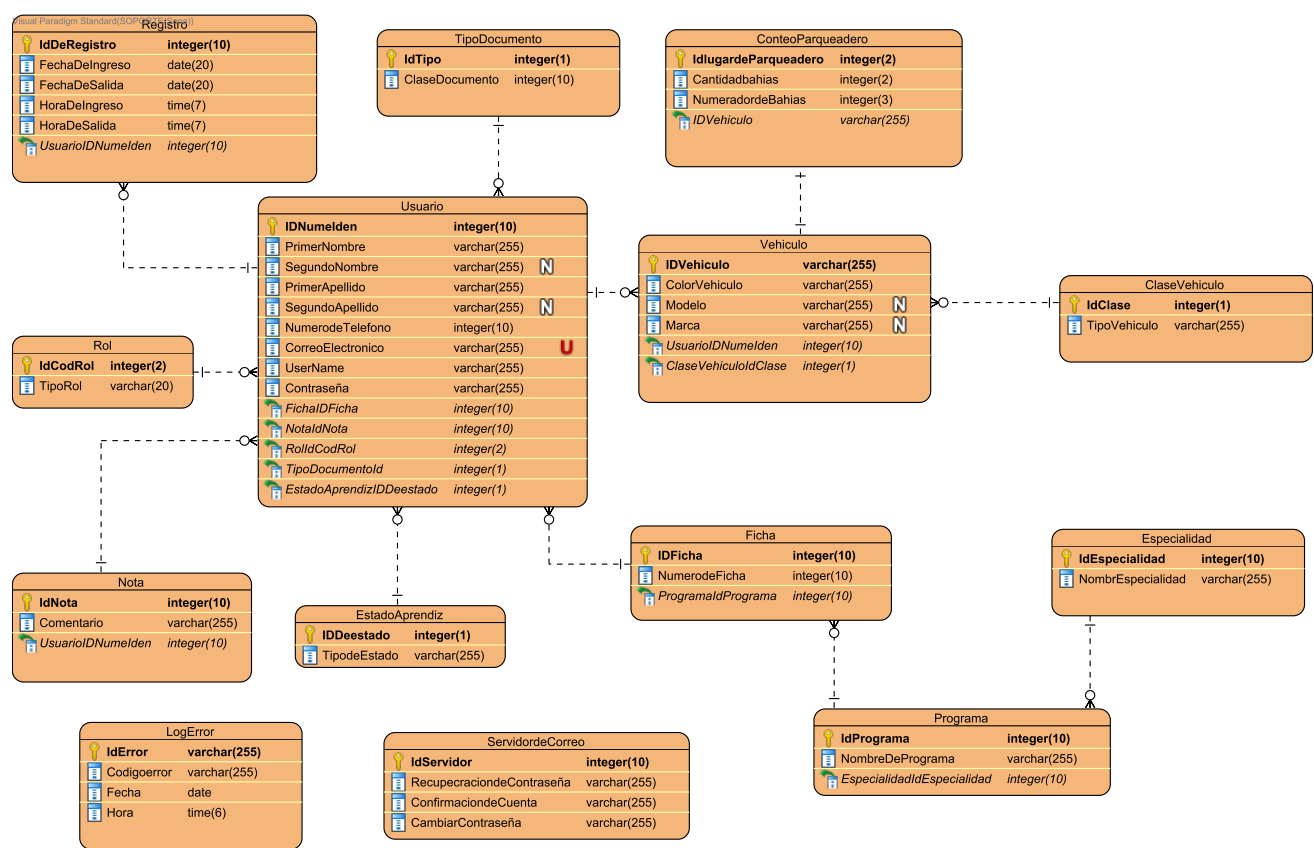 Visual Paradigm Standard(SOPORTE(Sena))
Registro
IdDeRegistro integer(10)
FechaDeIngreso date(20)
FechaDeSalida date(20)
HoraDeIngreso time(7)
HoraDeSalida time(7)
UsuarioIDNumeIden integer(10)
TipoDocumento
IdTipo integer(1)
ClaseDocumento integer(10)
ConteoParqueadero
IdlugardeParqueadero integer(2)
Cantidadbahias integer(2)
NumeradordeBahias integer(3)
IDVehiculo varchar(255)
Usuario
IDNumeIden integer(10)
PrimerNombre varchar(255)
SegundoNombre varchar(255) N
PrimerApellido varchar(255)
SegundoApellido varchar(255) N
NumerodeTelefono integer(10)
CorreoElectronico varchar(255) U
UserName varchar(255)
Contraseña varchar(255)
FichaIDFicha integer(10)
NotaIdNota integer(10)
RolIdCodRol integer(2)
TipoDocumentoId integer(1)
EstadoAprendizIDDeestado integer(1)
Vehiculo
IDVehiculo varchar(255)
ColorVehiculo varchar(255)
Modelo varchar(255) N
Marca varchar(255) N
UsuarioIDNumeIden integer(10)
ClaseVehiculoIdClase integer(1)
ClaseVehiculo
IdClase integer(1)
TipoVehiculo varchar(255)
Rol
IdCodRol integer(2)
TipoRol varchar(20)
Nota
IdNota integer(10)
Comentario varchar(255)
UsuarioIDNumeIden integer(10)
EstadoAprendiz
IDDeestado integer(1)
TipodeEstado varchar(255)
Ficha
IDFicha integer(10)
NumerodeFicha integer(10)
ProgramaIdPrograma integer(10)
Especialidad
IdEspecialidad integer(10)
NombrEspecialidad varchar(255)
LogError
IdError varchar(255)
Codigoerror varchar(255)
Fecha date
Hora time(6)
ServidordeCorreo
IdServidor integer(10)
RecupecraciondeContraseña varchar(255)
ConfirmaciondeCuenta varchar(255)
CambiarContraseña varchar(255)
Programa
IdPrograma integer(10)
NombreDePrograma varchar(255)
EspecialidadIdEspecialidad integer(10)